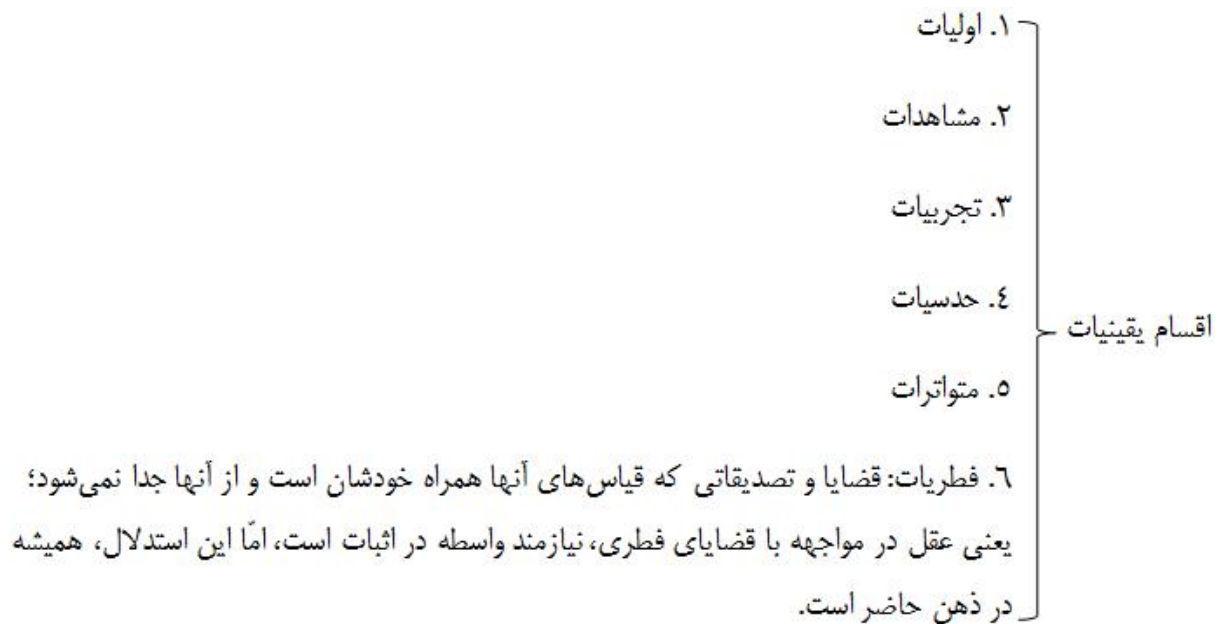 اقسام یقینیات
۱. اولیات
۲. مشاهدات
۳. تجربیات
٤. حدسیات
٥. متواترات
٦. فطریات: قضایا و تصدیقاتی که قیاس‌های آنها همراه خودشان است و از آنها جدا نمی‌شود؛
یعنی عقل در مواجهه با قضایای فطری، نیازمند واسطه در اثبات است، امّا این استدلال، همیشه
در ذهن حاضر است.